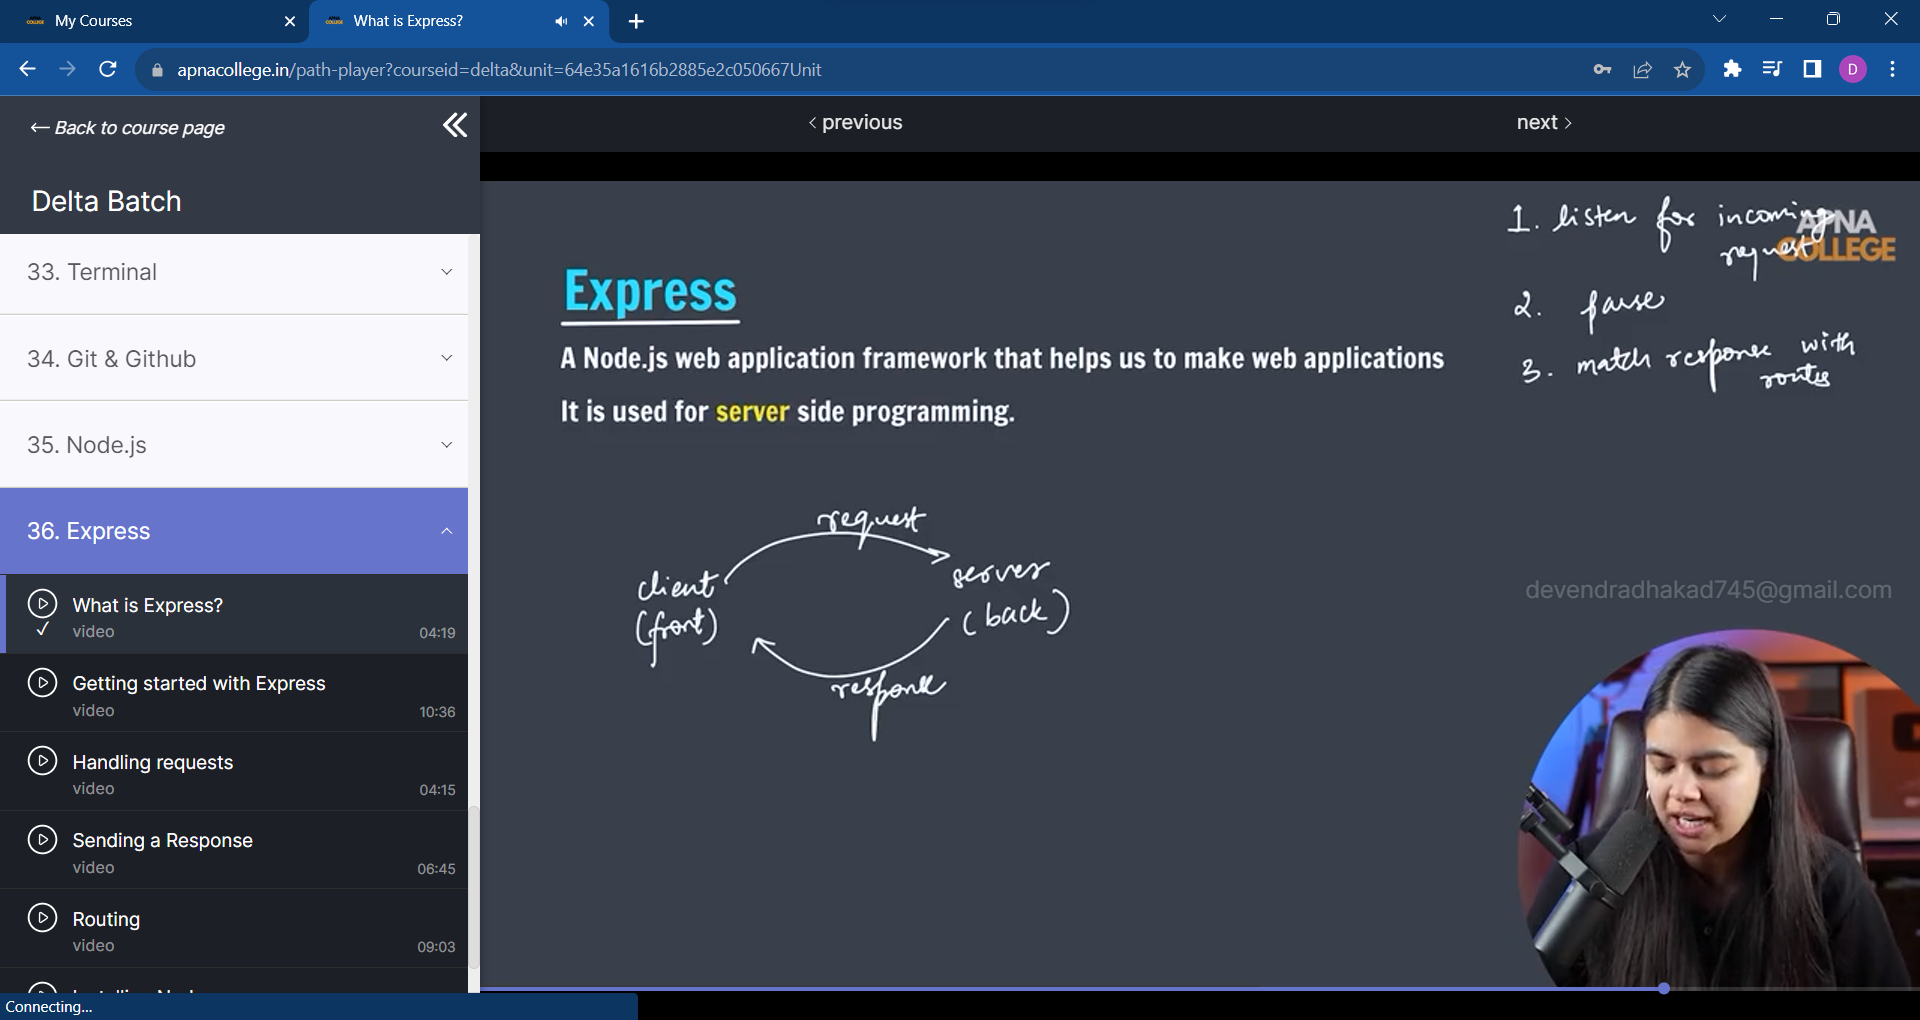 My Courses
What is Express?
apnacollege.in/path-player?courseid=delta&unit=64e35a1616b2885e2c050667Unit
D
← Back to course page
‹ previous
next ›
Delta Batch
33. Terminal
34. Git & Github
35. Node.js
36. Express
What is Express?
video
04:19
Getting started with Express
video
10:36
Handling requests
video
04:15
Sending a Response
video
06:45
Routing
video
09:03
Connecting...
APNA
COLLEGE
Express
A Node.js web application framework that helps us to make web applications
It is used for server side programming.
1. listen for incoming
request
2. parse
3. match response with
routes
request
client
(front)
server
(back)
response
devendradhakad745@gmail.com